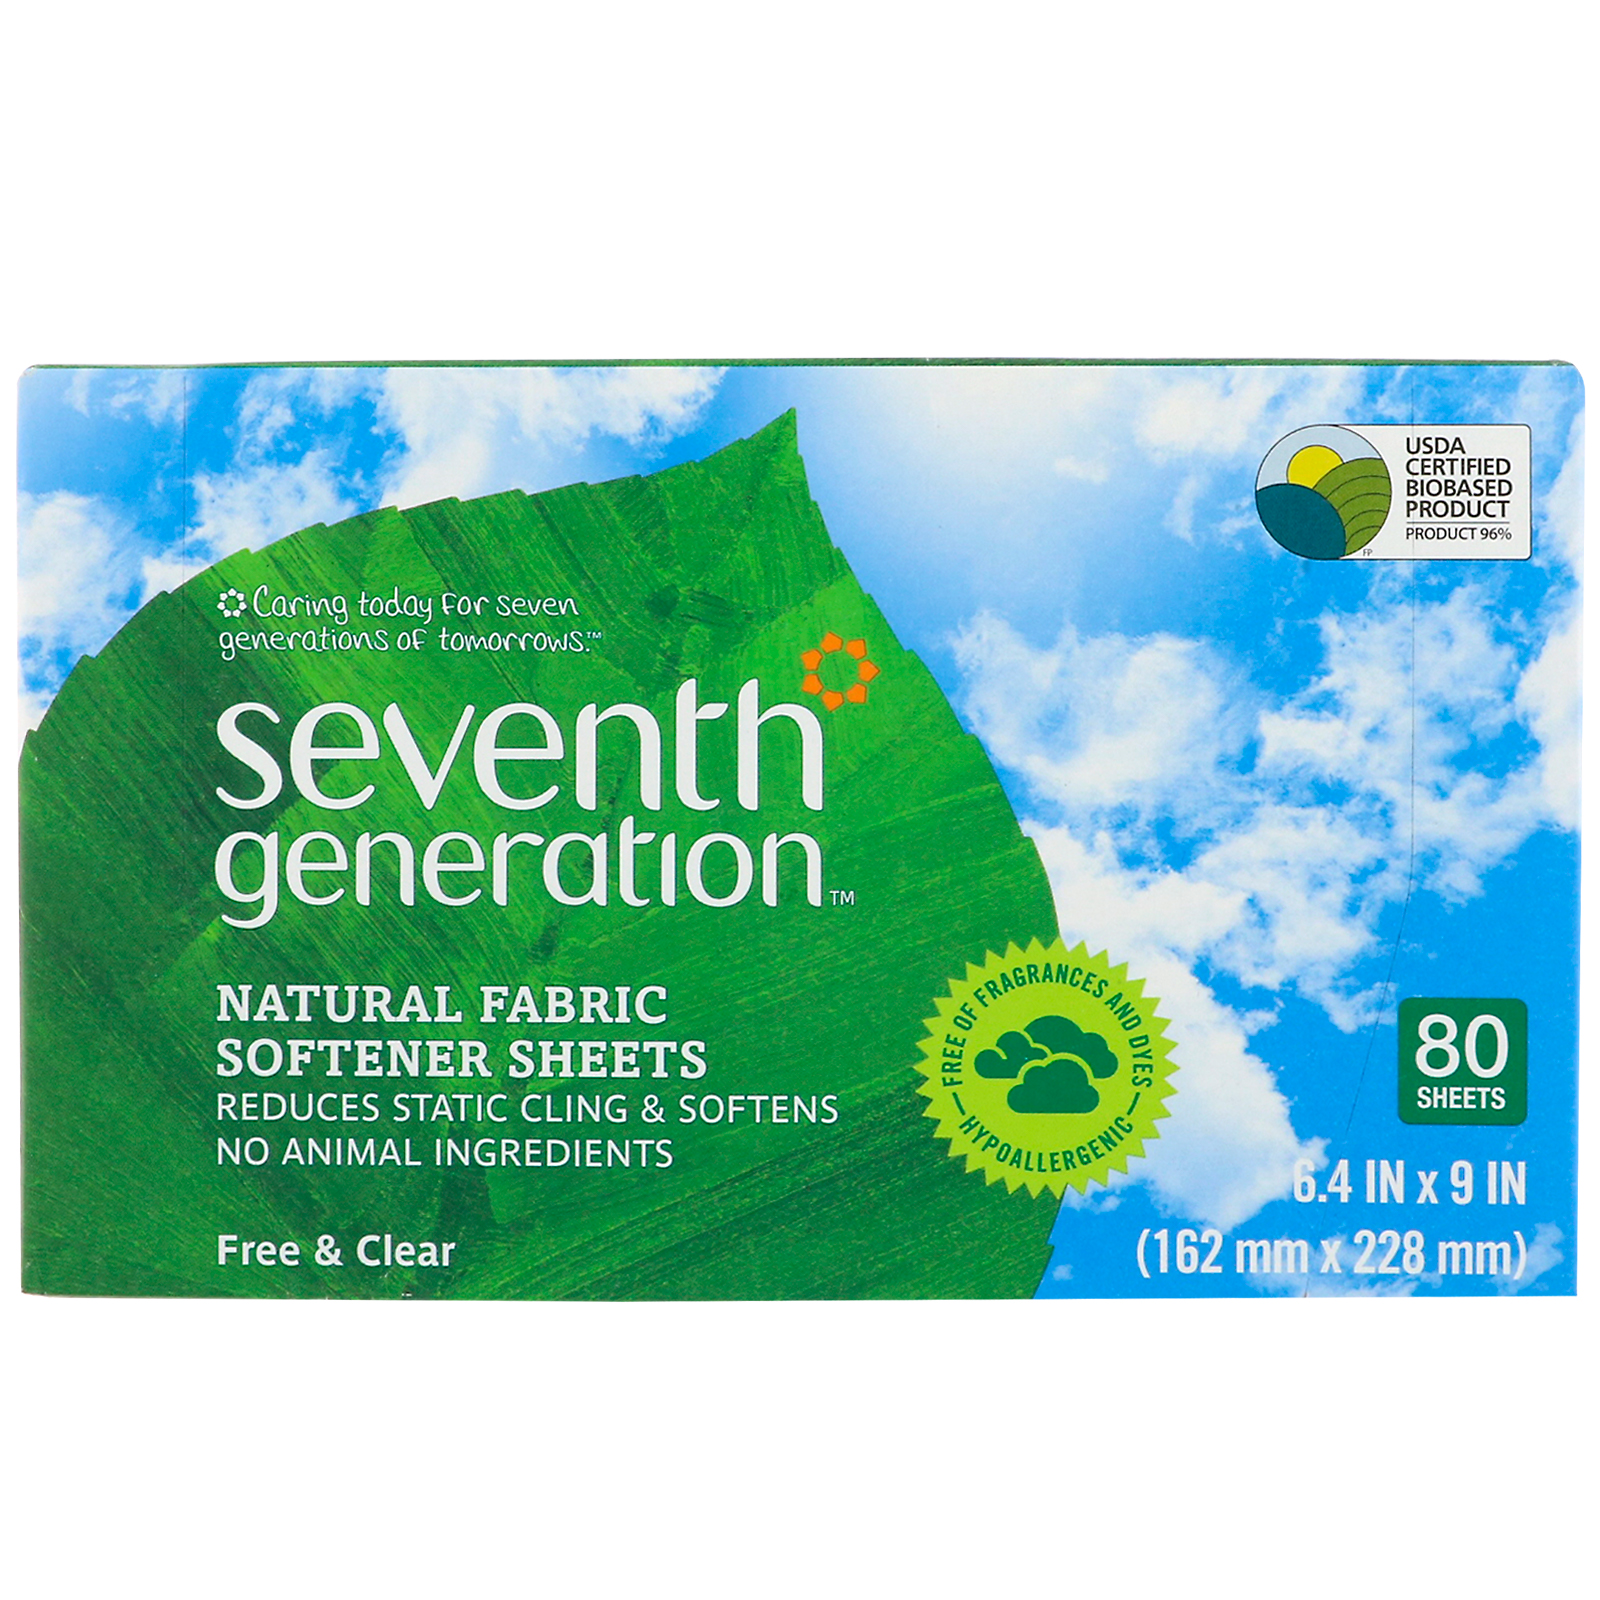 Caring today for seven
generations of tomorrows.™
seventh
generation™
NATURAL FABRIC
SOFTENER SHEETS
REDUCES STATIC CLING & SOFTENS
NO ANIMAL INGREDIENTS
Free & Clear
USDA
CERTIFIED
BIOBASED
PRODUCT
PRODUCT 96%
FP
FREE OF FRAGRANCES AND DYES
HYPOALLERGENIC
80
SHEETS
6.4 IN x 9 IN
(162 mm x 228 mm)